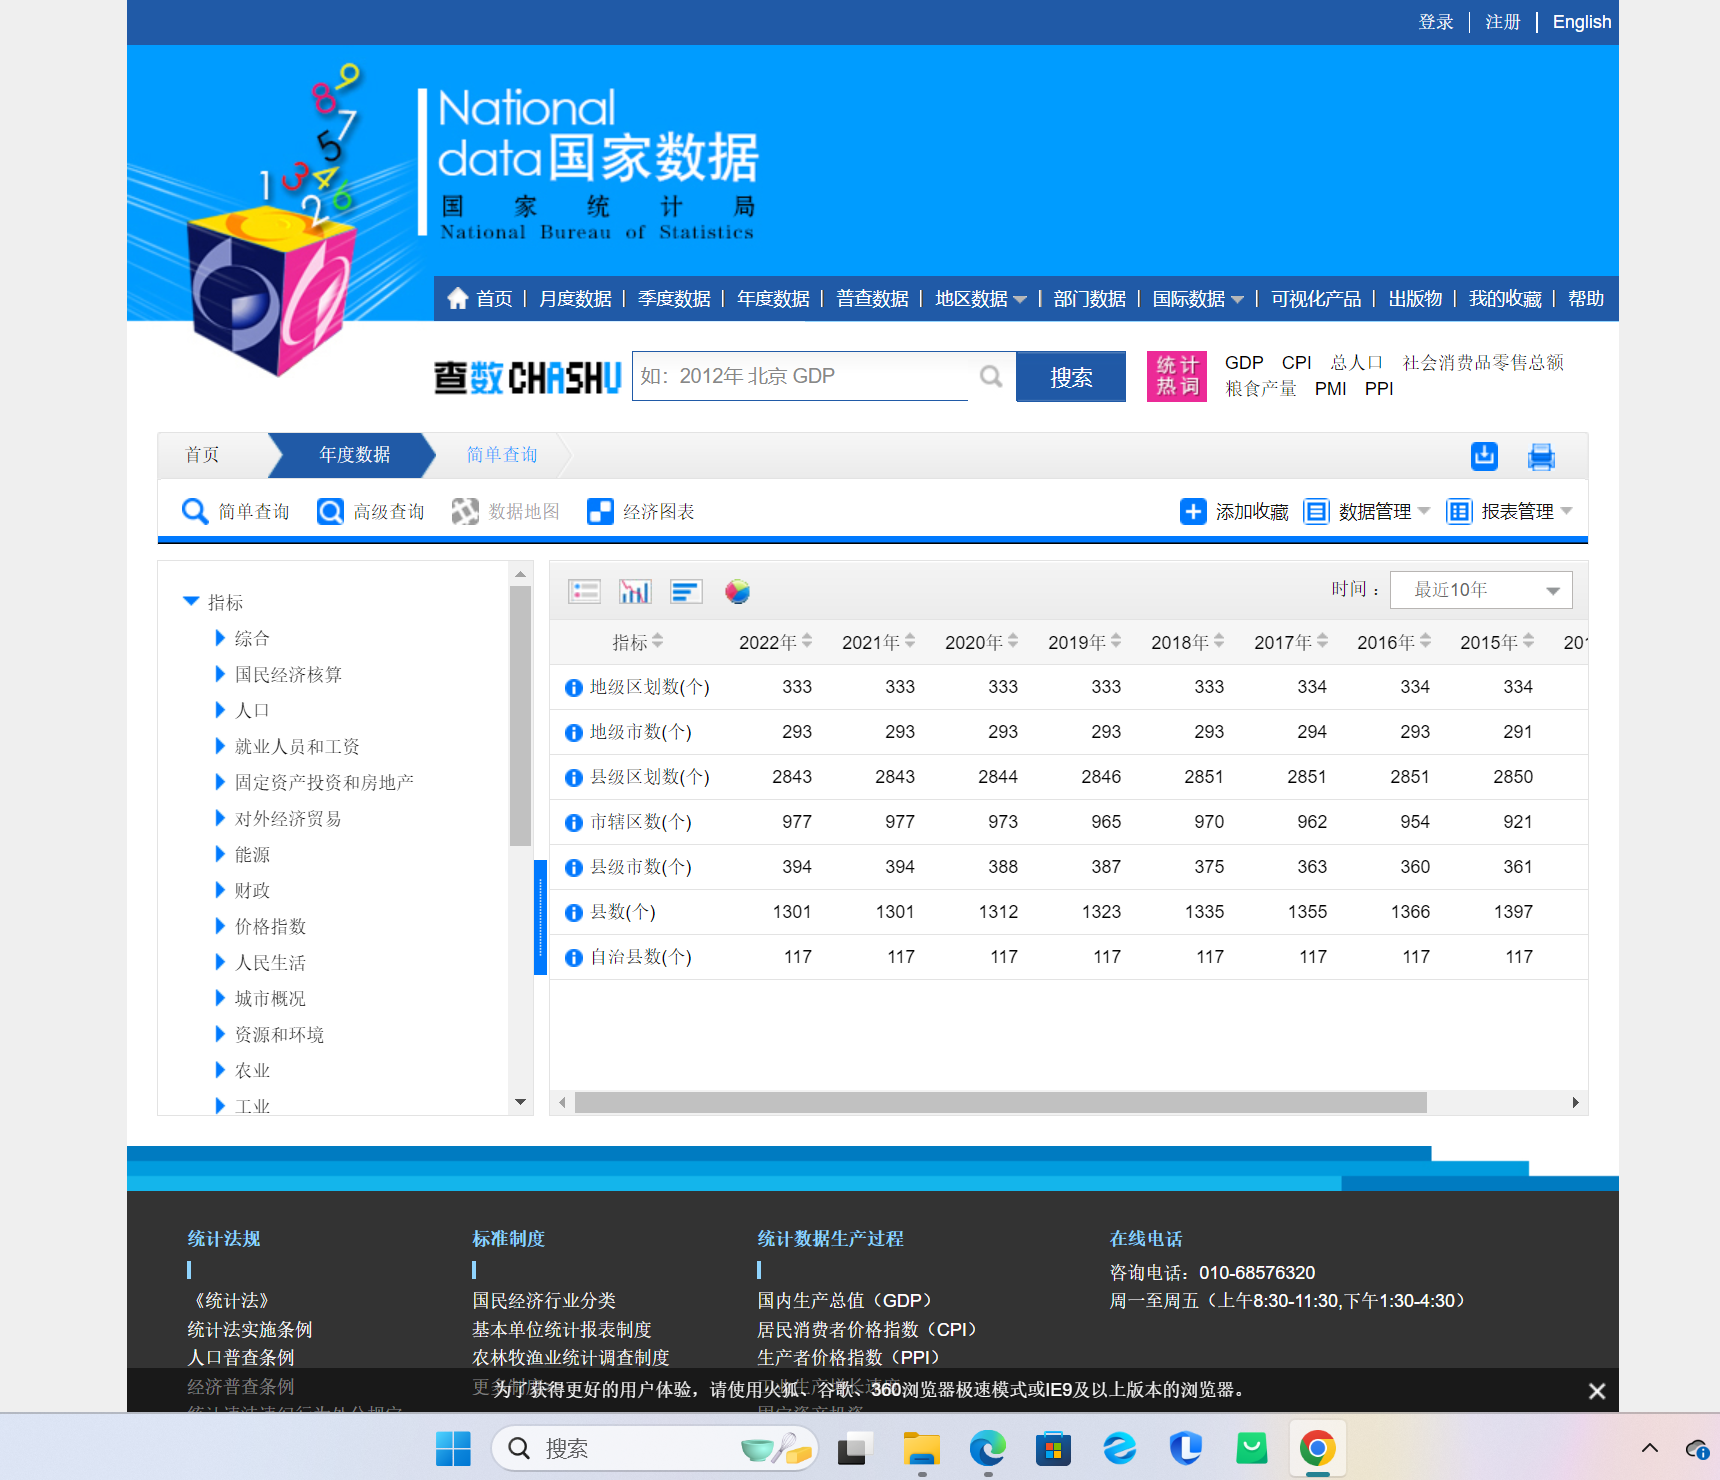 登录 | 注册 | English
9
8
7
5
1 3 4 6
2
National
data国家数据
国家统计局
National Bureau of Statistics
首页 | 月度数据 | 季度数据 | 年度数据 | 普查数据 | 地区数据 | 部门数据 | 国际数据 | 可视化产品 | 出版物 | 我的收藏 | 帮助
查数CHASHU 如：2012年 北京 GDP 搜索 统计热词 GDP CPI 总人口 社会消费品零售总额
粮食产量 PMI PPI
首页 年度数据 简单查询
简单查询 高级查询 数据地图 经济图表 添加收藏 数据管理 报表管理
指标
综合
国民经济核算
人口
就业人员和工资
固定资产投资和房地产
对外经济贸易
能源
财政
价格指数
人民生活
城市概况
资源和环境
农业
工业
时间： 最近10年
指标 2022年 2021年 2020年 2019年 2018年 2017年 2016年 2015年 201
地级区划数(个) 333 333 333 333 333 334 334 334
地级市数(个) 293 293 293 293 293 294 293 291
县级区划数(个) 2843 2843 2844 2846 2851 2851 2851 2850
市辖区数(个) 977 977 973 965 970 962 954 921
县级市数(个) 394 394 388 387 375 363 360 361
县数(个) 1301 1301 1312 1323 1335 1355 1366 1397
自治县数(个) 117 117 117 117 117 117 117 117
统计法规
《统计法》
统计法实施条例
人口普查条例
经济普查条例
标准制度
国民经济行业分类
基本单位统计报表制度
农林牧渔业统计调查制度
统计数据生产过程
国内生产总值（GDP）
居民消费者价格指数（CPI）
生产者价格指数（PPI）
在线电话
咨询电话：010-68576320
周一至周五（上午8:30-11:30,下午1:30-4:30）
为了获得更好的用户体验，请使用火狐、谷歌、360浏览器极速模式或IE9及以上版本的浏览器。
搜索